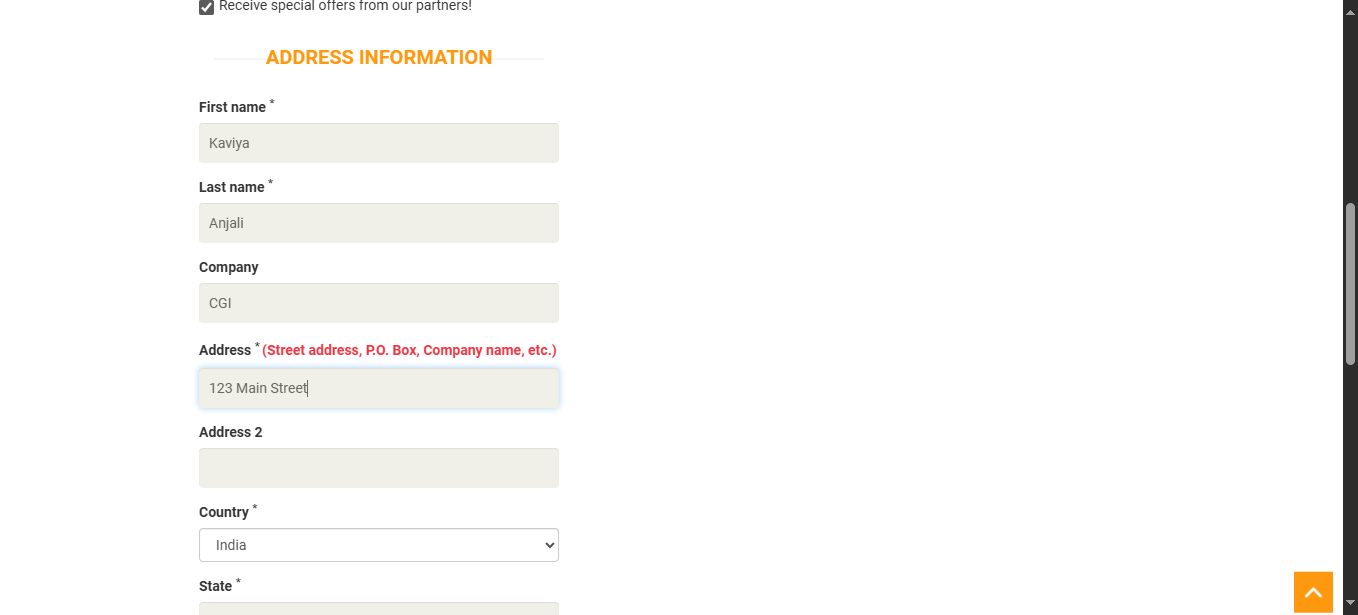 Receive special offers from our partners!
ADDRESS INFORMATION
First name *
Kaviya
Last name *
Anjali
Company
CGI
Address * (Street address, P.O. Box, Company name, etc.)
123 Main Street
Address 2
Country *
India
State *